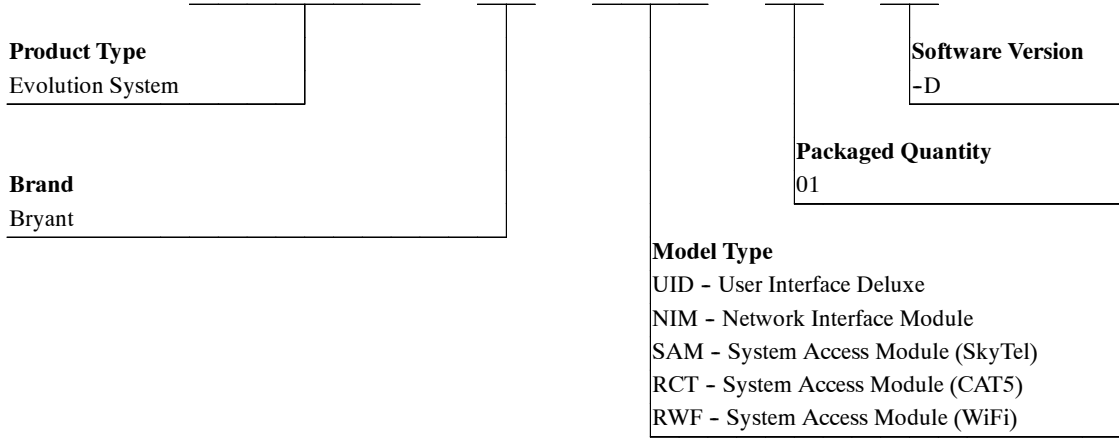 Product Type
Evolution System
Software Version
-D
Packaged Quantity
01
Brand
Bryant
Model Type
UID - User Interface Deluxe
NIM - Network Interface Module
SAM - System Access Module (SkyTel)
RCT - System Access Module (CAT5)
RWF - System Access Module (WiFi)